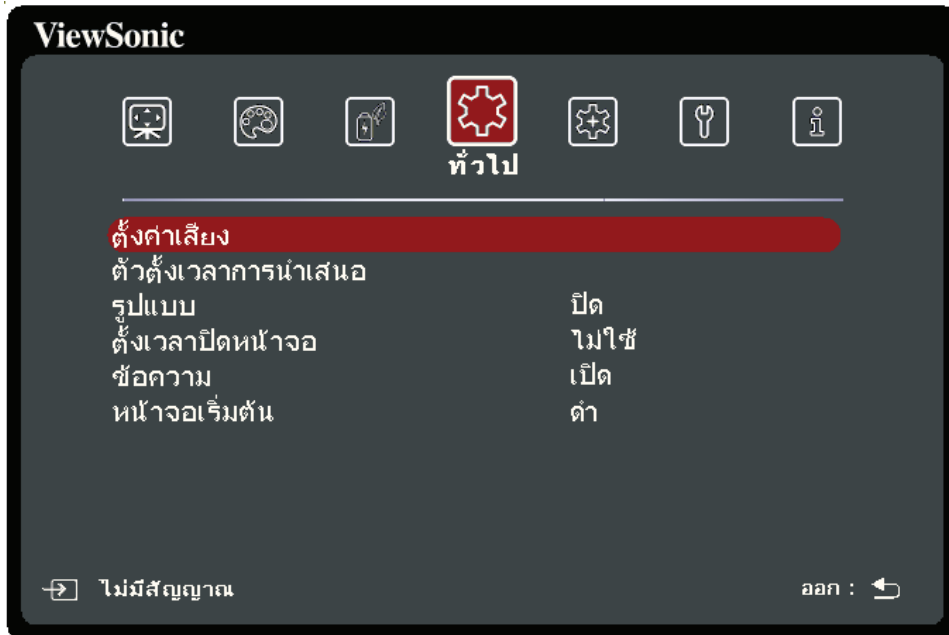 ViewSonic
ทั่วไป
ตั้งค่าเสียง
ตัวตั้งเวลาการนำเสนอ
รูปแบบ ปิด
ตั้งเวลาปิดหน้าจอ ไม่ใช้
ข้อความ เปิด
หน้าจอเริ่มต้น ดำ
ไม่มีสัญญาณ ออก :